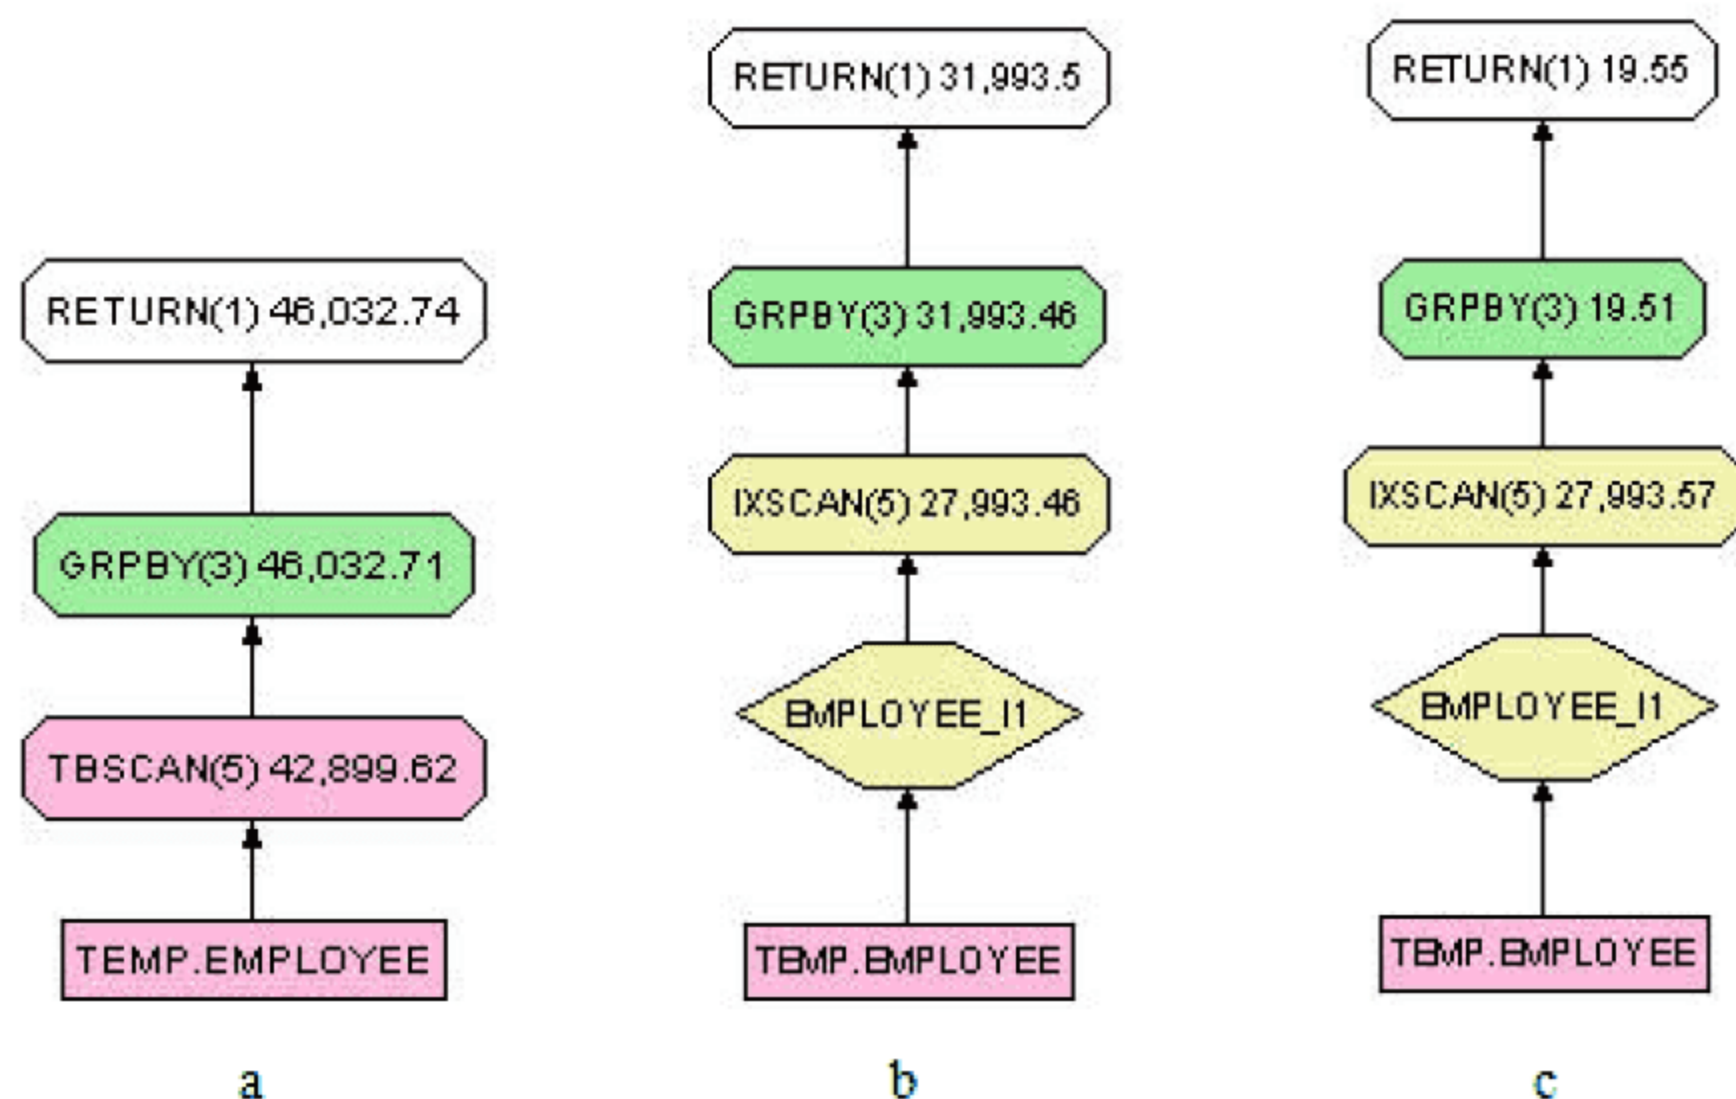 RETURN(1) 46,032.74
GRPBY(3) 46,032.71
TBSCAN(5) 42,899.62
TEMP.EMPLOYEE
a
RETURN(1) 31,993.5
GRPBY(3) 31,993.46
IXSCAN(5) 27,993.46
EMPLOYEE_I1
TEMP.EMPLOYEE
b
RETURN(1) 19.55
GRPBY(3) 19.51
IXSCAN(5) 27,993.57
EMPLOYEE_I1
TEMP.EMPLOYEE
c